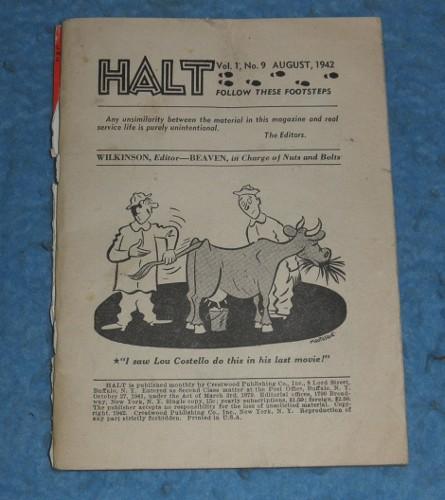 HALT Vol. 1, No. 9 AUGUST, 1942
FOLLOW THESE FOOTSTEPS
Any unsimilarity between the material in this magazine and real
service life is purely unintentional.
The Editors.
WILKINSON, Editor—BEAVEN, in Charge of Nuts and Bolts
★"I saw Lou Costello do this in his last movie!"
HALT is published monthly by Crestwood Publishing Co., Inc., 8 Lord Street,
Buffalo, N. Y. Entered as Second Class matter at the Post Office, Buffalo, N. Y.
October 27, 1941, under the Act of March 3rd, 1879. Editorial offices, 1790 Broad-
way, New York, N. Y. Single copy, 15c; yearly subscriptions, $1.50; foreign, $2.50.
The publisher accepts no responsibility for the loss of unsolicited material. Copy-
right, 1942. Crestwood Publishing Co., Inc., New York, N. Y. Reproduction of
any part strictly forbidden. Printed in U.S.A.